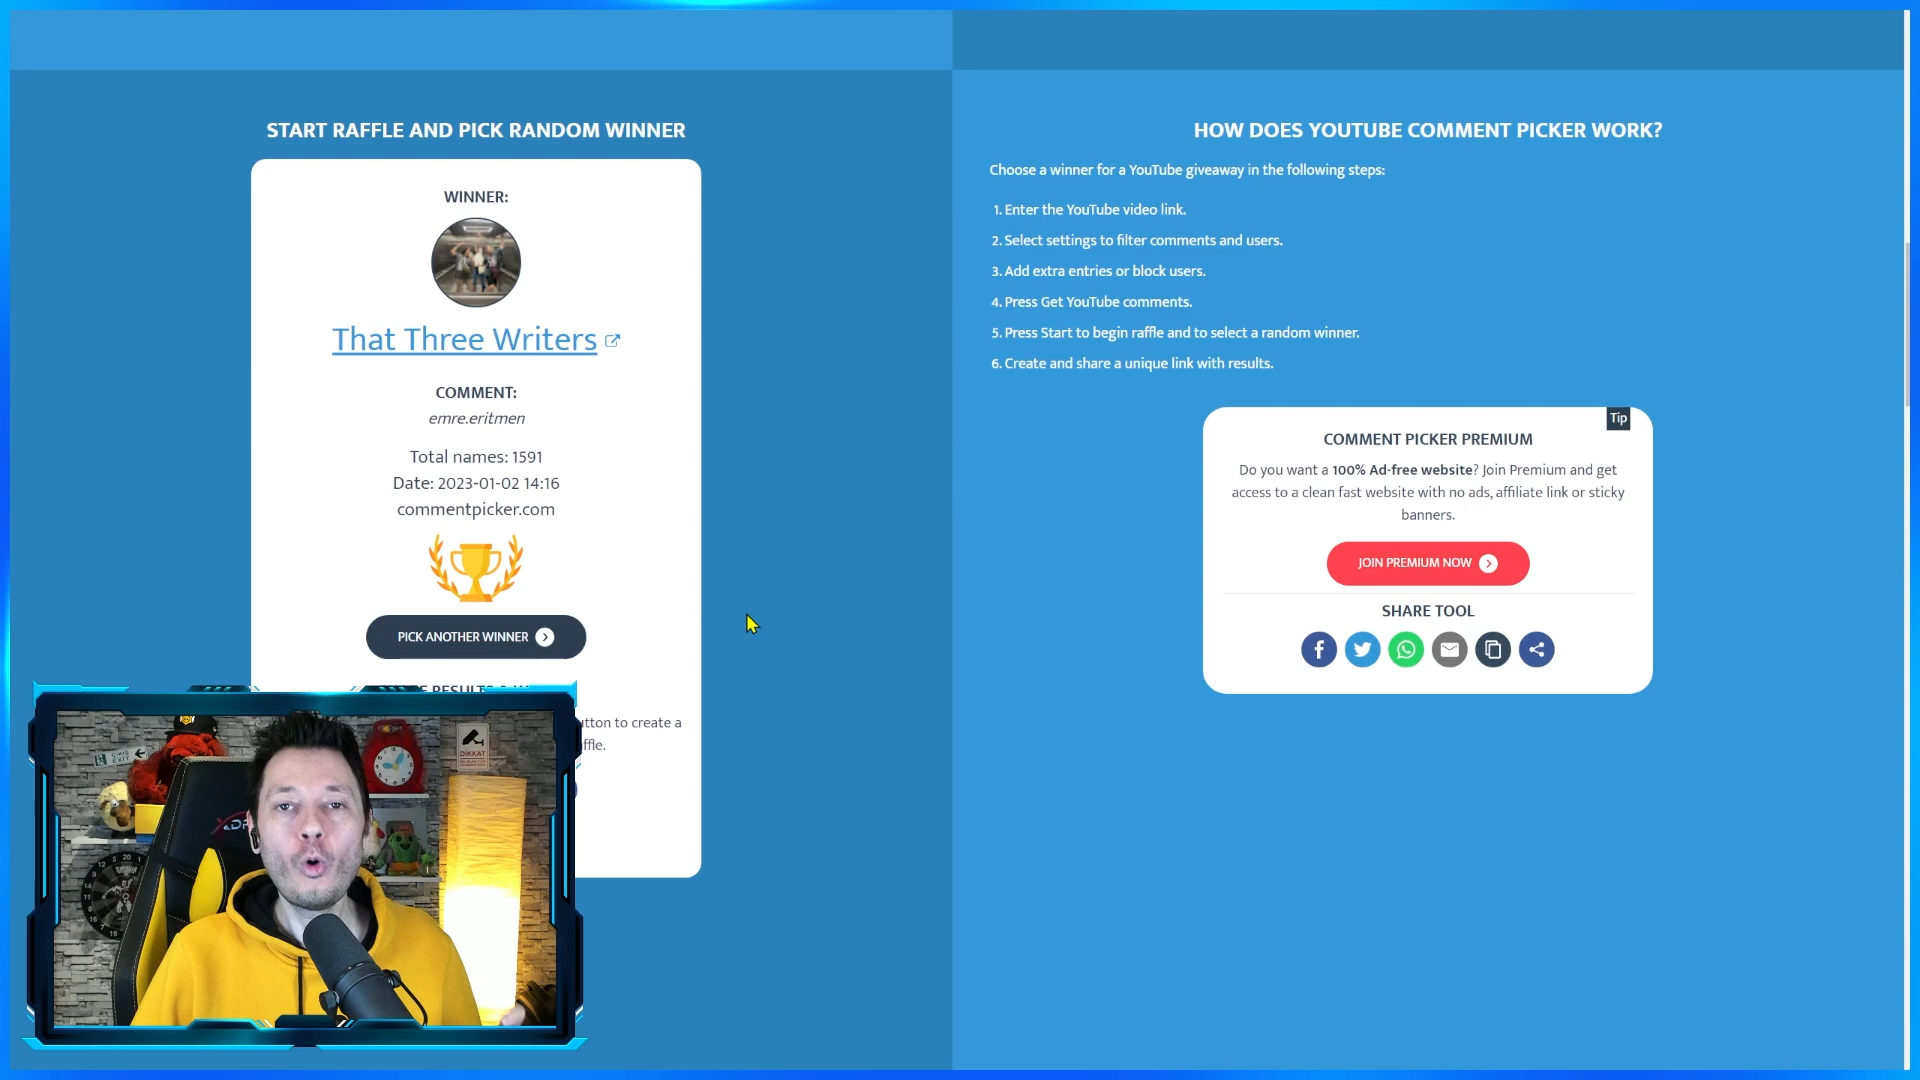 START RAFFLE AND PICK RANDOM WINNER
WINNER:
That Three Writers
COMMENT:
emre.eritmen
Total names: 1591
Date: 2023-01-02 14:16
commentpicker.com
PICK ANOTHER WINNER
utton to create a
ffle.
DİKKAT
EXIT
HOW DOES YOUTUBE COMMENT PICKER WORK?
Choose a winner for a YouTube giveaway in the following steps:
1. Enter the YouTube video link.
2. Select settings to filter comments and users.
3. Add extra entries or block users.
4. Press Get YouTube comments.
5. Press Start to begin raffle and to select a random winner.
6. Create and share a unique link with results.
Tip
COMMENT PICKER PREMIUM
Do you want a 100% Ad-free website? Join Premium and get
access to a clean fast website with no ads, affiliate link or sticky
banners.
JOIN PREMIUM NOW
SHARE TOOL